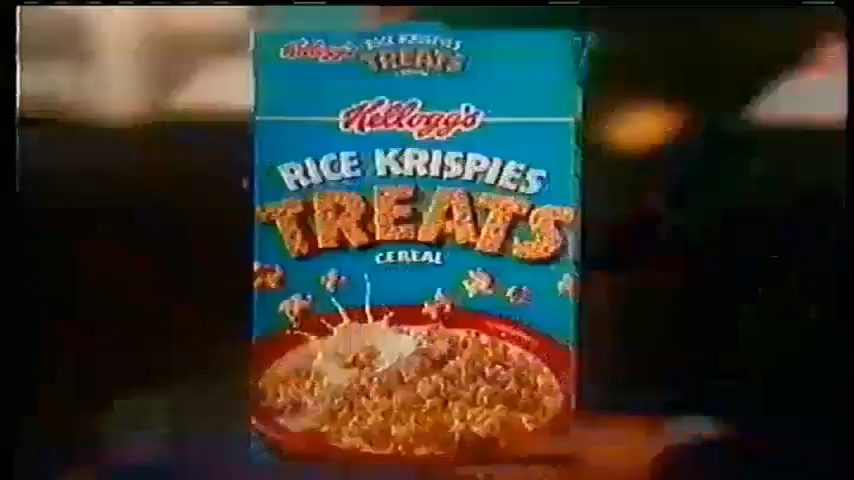 Kellogg's RICE KRISPIES
TREATS
Kellogg's
RICE KRISPIES
TREATS
CEREAL